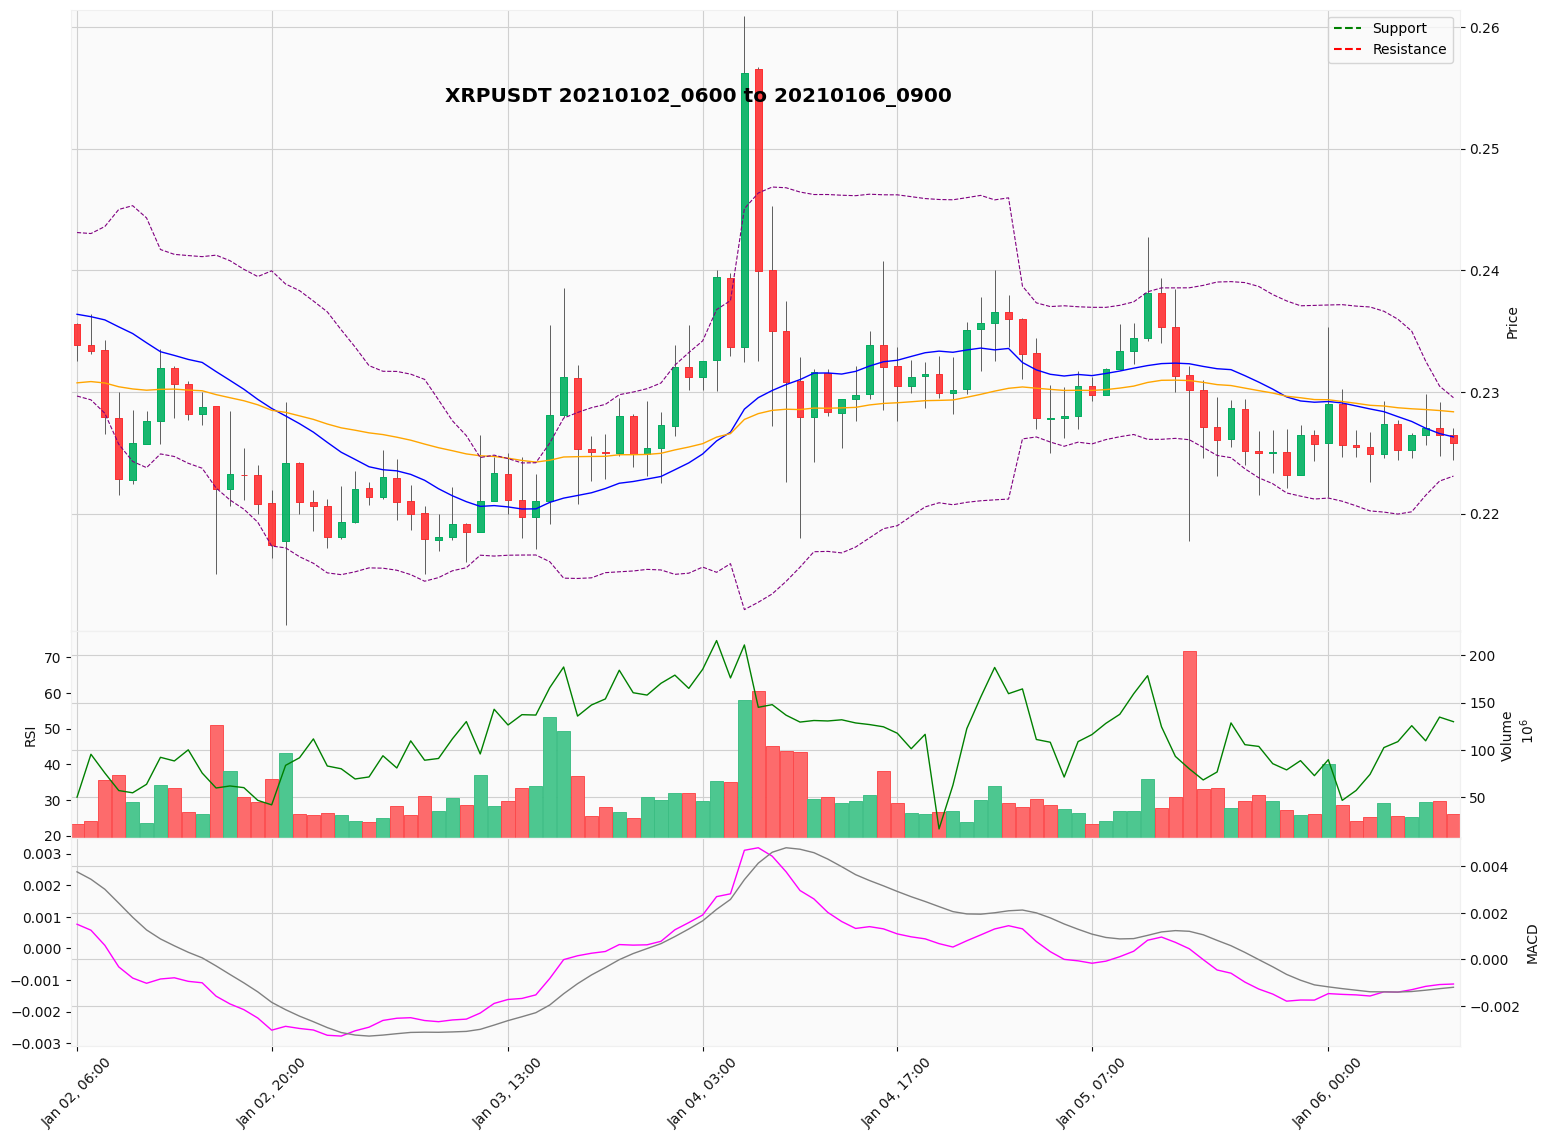 XRPUSDT 20210102_0600 to 20210106_0900
Support
Resistance
0.26
0.25
0.24
0.23
0.22
Price
70
60
50
40
30
20
RSI
200
150
100
50
Volume
10^6
0.003
0.002
0.001
0.000
−0.001
−0.002
−0.003
0.004
0.002
0.000
−0.002
MACD
Jan 02, 06:00
Jan 02, 20:00
Jan 03, 13:00
Jan 04, 03:00
Jan 04, 17:00
Jan 05, 07:00
Jan 06, 00:00